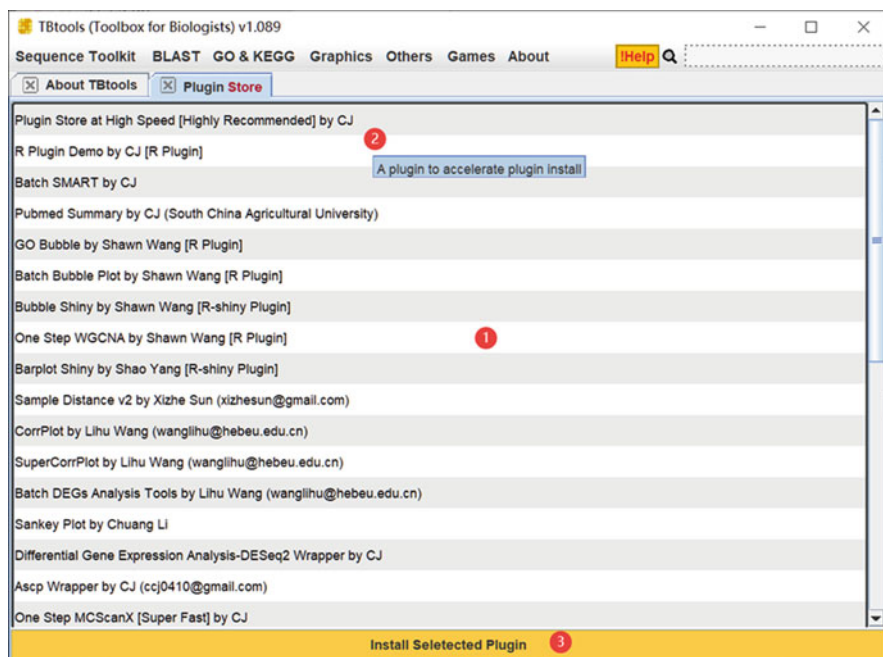 TBtools (Toolbox for Biologists) v1.089
Sequence Toolkit BLAST GO & KEGG Graphics Others Games About !Help
About TBtools Plugin Store
Plugin Store at High Speed [Highly Recommended] by CJ
2
R Plugin Demo by CJ [R Plugin]
A plugin to accelerate plugin install
Batch SMART by CJ
Pubmed Summary by CJ (South China Agricultural University)
GO Bubble by Shawn Wang [R Plugin]
Batch Bubble Plot by Shawn Wang [R Plugin]
Bubble Shiny by Shawn Wang [R-shiny Plugin]
One Step WGCNA by Shawn Wang [R Plugin] 1
Barplot Shiny by Shao Yang [R-shiny Plugin]
Sample Distance v2 by Xizhe Sun (xizhesun@gmail.com)
CorrPlot by Lihu Wang (wanglihu@hebeu.edu.cn)
SuperCorrPlot by Lihu Wang (wanglihu@hebeu.edu.cn)
Batch DEGs Analysis Tools by Lihu Wang (wanglihu@hebeu.edu.cn)
Sankey Plot by Chuang Li
Differential Gene Expression Analysis-DESeq2 Wrapper by CJ
Ascp Wrapper by CJ (ccj0410@gmail.com)
One Step MCScanX [Super Fast] by CJ
Install Seletected Plugin 3